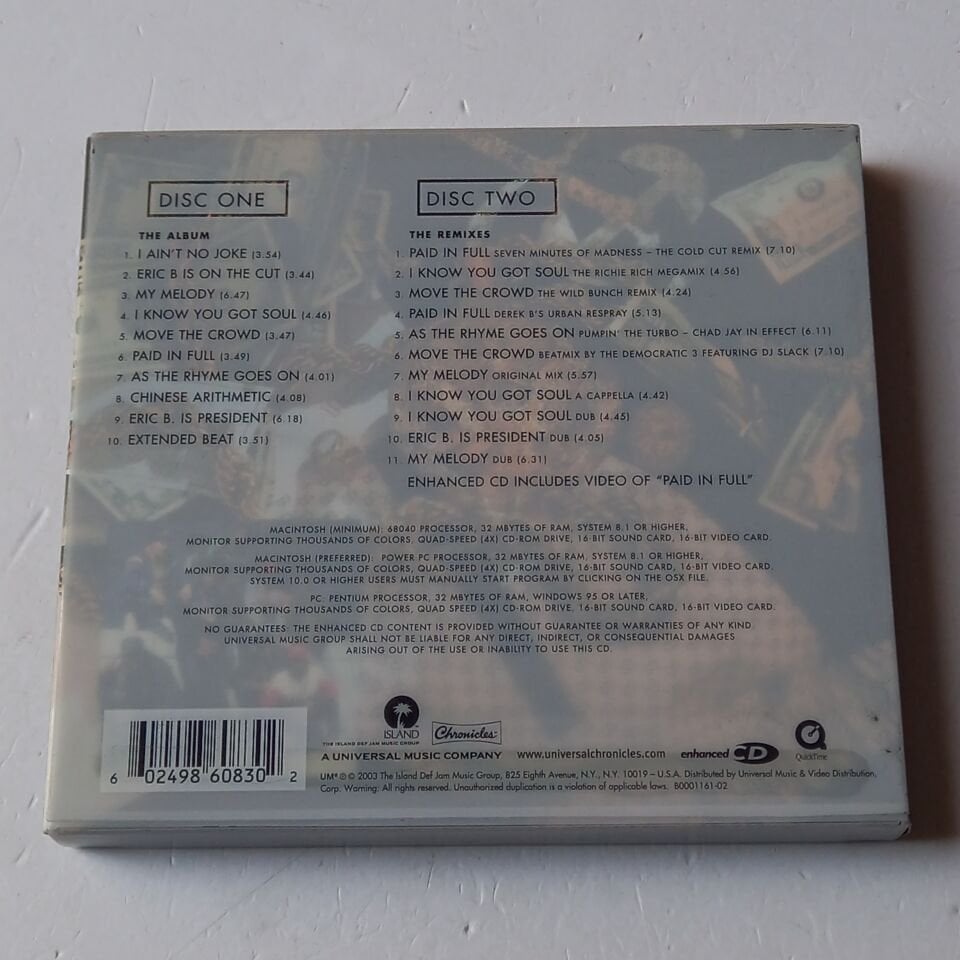 DISC ONE
THE ALBUM
1. I AIN'T NO JOKE (3.54)
2. ERIC B IS ON THE CUT (3.44)
3. MY MELODY (6.47)
4. I KNOW YOU GOT SOUL (4.46)
5. MOVE THE CROWD (3.47)
6. PAID IN FULL (3.49)
7. AS THE RHYME GOES ON (4.01)
8. CHINESE ARITHMETIC (4.08)
9. ERIC B. IS PRESIDENT (6.18)
10. EXTENDED BEAT (3.51)
DISC TWO
THE REMIXES
1. PAID IN FULL SEVEN MINUTES OF MADNESS – THE COLD CUT REMIX (7.10)
2. I KNOW YOU GOT SOUL THE RICHIE RICH MEGAMIX (4.56)
3. MOVE THE CROWD THE WILD BUNCH REMIX (4.24)
4. PAID IN FULL DEREK B'S URBAN RESPRAY (5.13)
5. AS THE RHYME GOES ON PUMPIN' THE TURBO – CHAD JAY IN EFFECT (6.11)
6. MOVE THE CROWD BEATMIX BY THE DEMOCRATIC 3 FEATURING DJ SLACK (7.10)
7. MY MELODY ORIGINAL MIX (5.57)
8. I KNOW YOU GOT SOUL A CAPPELLA (4.42)
9. I KNOW YOU GOT SOUL DUB (4.45)
10. ERIC B. IS PRESIDENT DUB (4.05)
11. MY MELODY DUB (6.31)
ENHANCED CD INCLUDES VIDEO OF "PAID IN FULL"
MACINTOSH (MINIMUM): 68040 PROCESSOR, 32 MBYTES OF RAM, SYSTEM 8.1 OR HIGHER,
MONITOR SUPPORTING THOUSANDS OF COLORS, QUAD-SPEED (4X) CD-ROM DRIVE, 16-BIT SOUND CARD, 16-BIT VIDEO CARD.
MACINTOSH (PREFERRED): POWER PC PROCESSOR, 32 MBYTES OF RAM, SYSTEM 8.1 OR HIGHER,
MONITOR SUPPORTING THOUSANDS OF COLORS, QUAD-SPEED (4X) CD-ROM DRIVE, 16-BIT SOUND CARD, 16-BIT VIDEO CARD.
SYSTEM 10.0 OR HIGHER USERS MUST MANUALLY START PROGRAM BY CLICKING ON THE OSX FILE.
PC: PENTIUM PROCESSOR, 32 MBYTES OF RAM, WINDOWS 95 OR LATER,
MONITOR SUPPORTING THOUSANDS OF COLORS, QUAD SPEED (4X) CD-ROM DRIVE, 16-BIT SOUND CARD, 16-BIT VIDEO CARD.
NO GUARANTEES: THE ENHANCED CD CONTENT IS PROVIDED WITHOUT GUARANTEE OR WARRANTIES OF ANY KIND.
UNIVERSAL MUSIC GROUP SHALL NOT BE LIABLE FOR ANY DIRECT, INDIRECT, OR CONSEQUENTIAL DAMAGES
ARISING OUT OF THE USE OR INABILITY TO USE THIS CD.
ISLAND
THE ISLAND DEF JAM MUSIC GROUP
Chronicles
A UNIVERSAL MUSIC COMPANY
www.universalchronicles.com
enhanced CD
QuickTime
6 02498 60830 2
UM® ℗ © 2003 The Island Def Jam Music Group, 825 Eighth Avenue, N.Y., N.Y. 10019 – U.S.A. Distributed by Universal Music & Video Distribution,
Corp. Warning: All rights reserved. Unauthorized duplication is a violation of applicable laws. B0001161-02